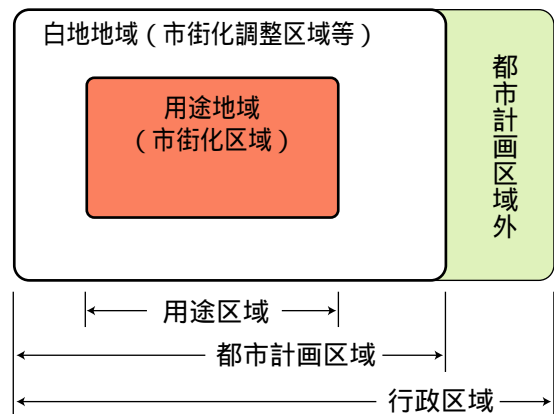 白地地域（市街化調整区域等）
用途地域
（市街化区域）
都市計画区域外
用途区域
都市計画区域
行政区域